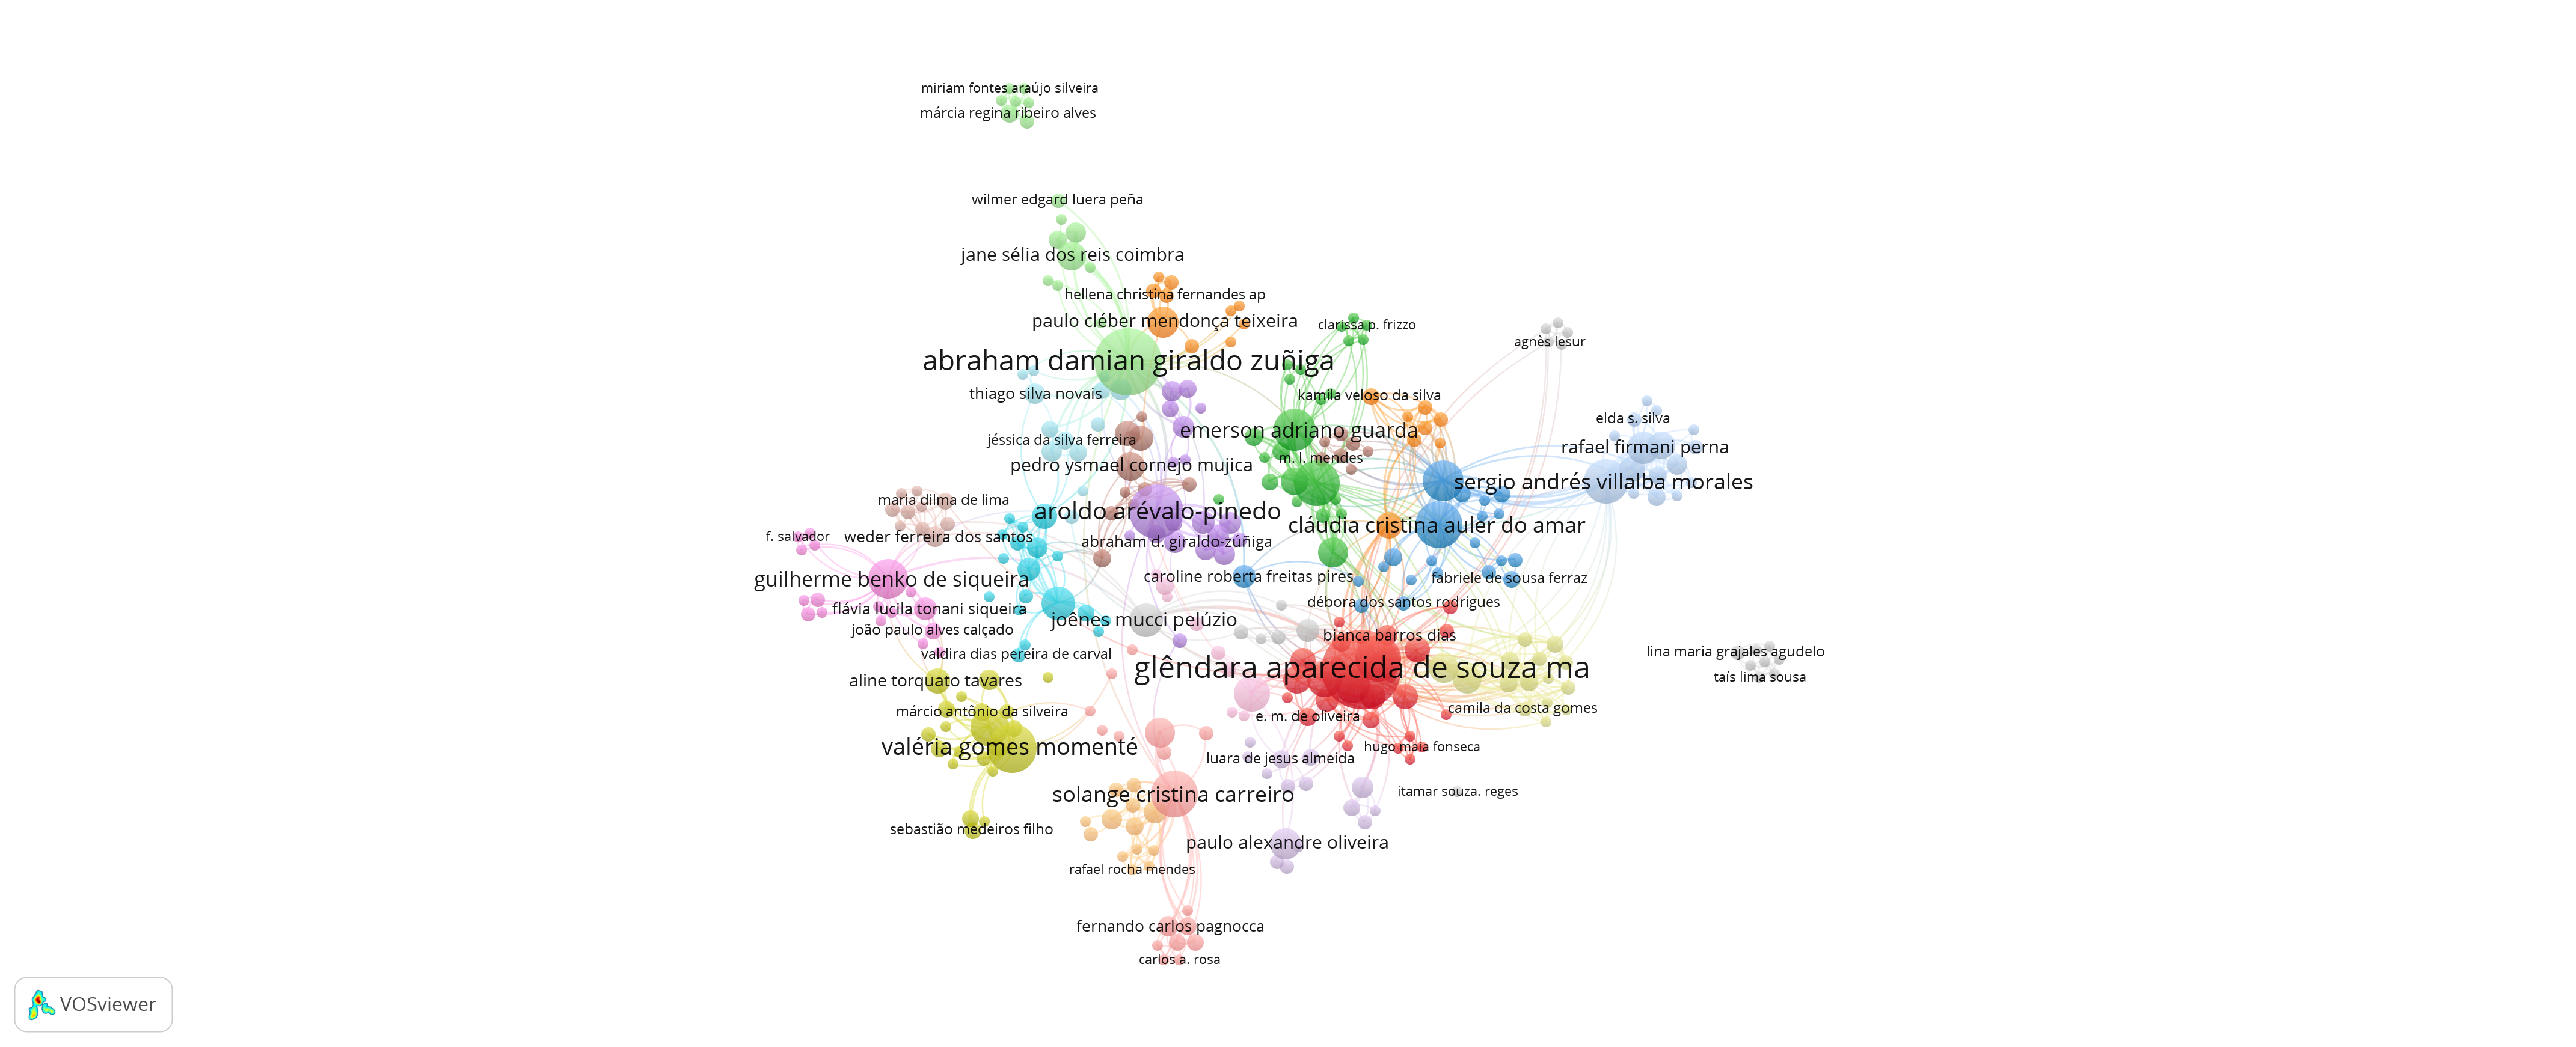 miriam fontes araújo silveira
márcia regina ribeiro alves
wilmer edgard luera peña
jane sélia dos reis coimbra
hellena christina fernandes ap
paulo cléber mendonça teixeira
clarissa p. frizzo
agnès lesur
abraham damian giraldo zuñiga
thiago silva novais
kamila veloso da silva
elda s. silva
emerson adriano guarda
jéssica da silva ferreira
rafael firmani perna
m. l. mendes
pedro ysmael cornejo mujica
sergio andrés villalba morales
maria dilma de lima
aroldo arévalo-pinedo
cláudia cristina auler do amar
f. salvador
weder ferreira dos santos
abraham d. giraldo-zúñiga
guilherme benko de siqueira
caroline roberta freitas pires
fabriele de sousa ferraz
débora dos santos rodrigues
flávia lucila tonani siqueira
joênes mucci pelúzio
joão paulo alves calçado
bianca barros dias
valdira dias pereira de carval
lina maria grajales agudelo
glêndara aparecida de souza ma
taís lima sousa
aline torquato tavares
márcio antônio da silveira
camila da costa gomes
e. m. de oliveira
valéria gomes momenté
hugo maia fonseca
luara de jesus almeida
itamar souza. reges
solange cristina carreiro
sebastião medeiros filho
paulo alexandre oliveira
rafael rocha mendes
fernando carlos pagnocca
carlos a. rosa
VOSviewer